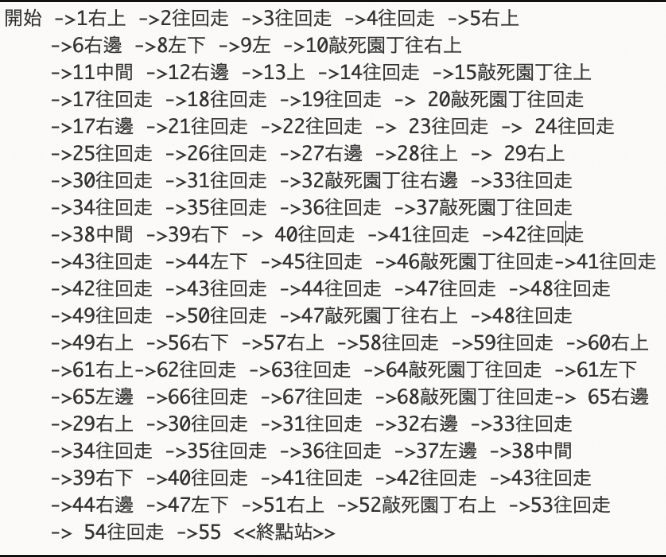 開始 ->1右上 ->2往回走 ->3往回走 ->4往回走 ->5右上
->6右邊 ->8左下 ->9左 ->10敲死園丁往右上
->11中間 ->12右邊 ->13上 ->14往回走 ->15敲死園丁往上
->17往回走 ->18往回走 ->19往回走 -> 20敲死園丁往回走
->17右邊 ->21往回走 ->22往回走 -> 23往回走 -> 24往回走
->25往回走 ->26往回走 ->27右邊 ->28往上 -> 29右上
->30往回走 ->31往回走 ->32敲死園丁往右邊 ->33往回走
->34往回走 ->35往回走 ->36往回走 ->37敲死園丁往回走
->38中間 ->39右下 -> 40往回走 ->41往回走 ->42往回走
->43往回走 ->44左下 ->45往回走 ->46敲死園丁往回走->41往回走
->42往回走 ->43往回走 ->44往回走 ->47往回走 ->48往回走
->49往回走 ->50往回走 ->47敲死園丁往右上 ->48往回走
->49右上 ->56右下 ->57右上 ->58往回走 ->59往回走 ->60右上
->61右上->62往回走 ->63往回走 ->64敲死園丁往回走 ->61左下
->65左邊 ->66往回走 ->67往回走 ->68敲死園丁往回走-> 65右邊
->29右上 ->30往回走 ->31往回走 ->32右邊 ->33往回走
->34往回走 ->35往回走 ->36往回走 ->37左邊 ->38中間
->39右下 ->40往回走 ->41往回走 ->42往回走 ->43往回走
->44右邊 ->47左下 ->51右上 ->52敲死園丁右上 ->53往回走
-> 54往回走 ->55 <<終點站>>